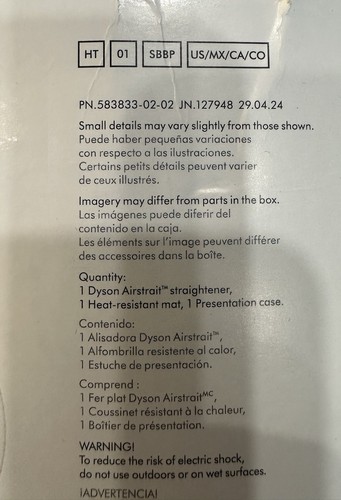 HT 01 SBBP US/MX/CA/CO
PN.583833-02-02 JN.127948 29.04.24
Small details may vary slightly from those shown.
Puede haber pequeñas variaciones
con respecto a las ilustraciones.
Certains petits détails peuvent varier
de ceux illustrés.
Imagery may differ from parts in the box.
Las imágenes puede diferir del
contenido en la caja.
Les éléments sur l'image peuvent différer
des accessoires dans la boîte.
Quantity:
1 Dyson Airstrait™ straightener,
1 Heat-resistant mat, 1 Presentation case.
Contenido:
1 Alisadora Dyson Airstrait™,
1 Alfombrilla resistente al calor,
1 Estuche de presentación.
Comprend :
1 Fer plat Dyson Airstraitᴹᶜ,
1 Coussinet résistant à la chaleur,
1 Boîtier de présentation.
WARNING!
To reduce the risk of electric shock,
do not use outdoors or on wet surfaces.
¡ADVERTENCIA!